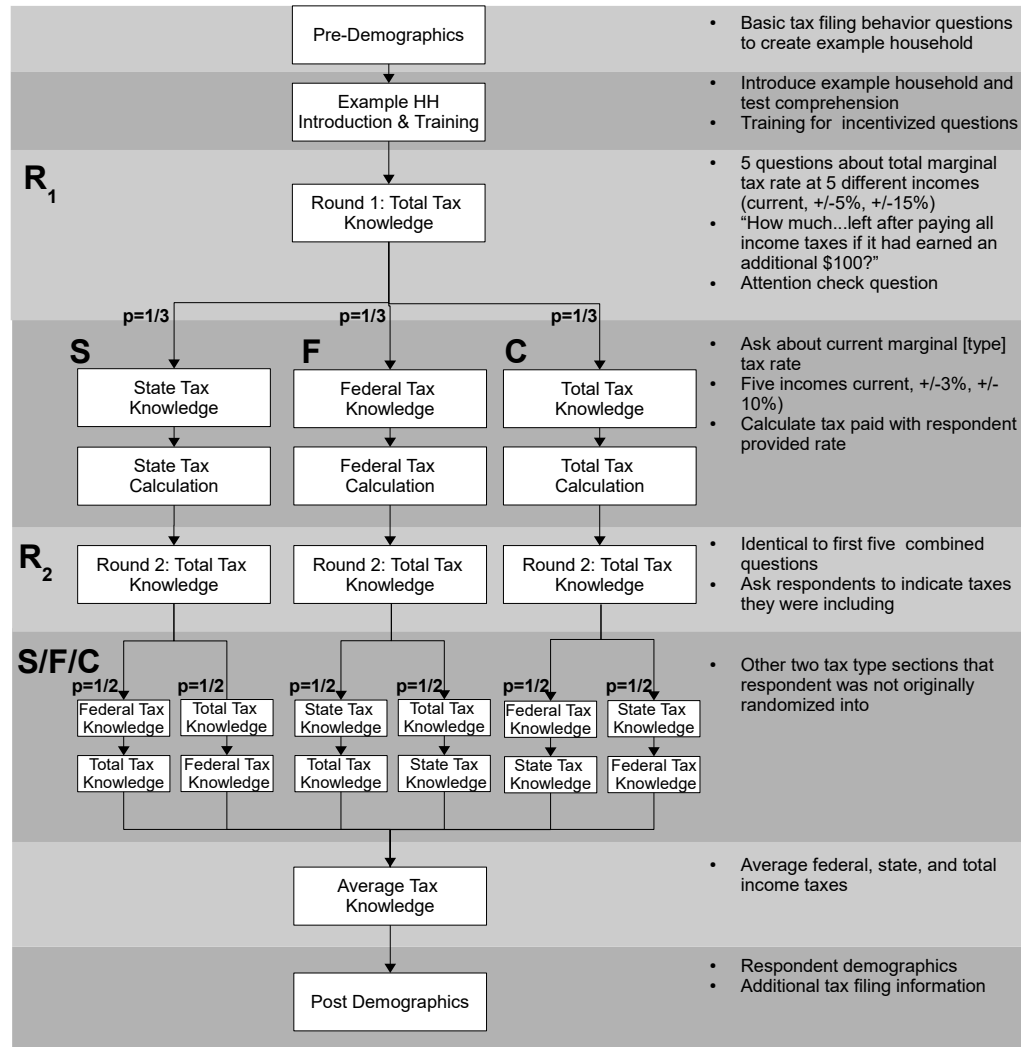 Pre-Demographics
• Basic tax filing behavior questions
to create example household
Example HH
Introduction & Training
• Introduce example household and
test comprehension
• Training for  incentivized questions
R1
Round 1: Total Tax
Knowledge
• 5 questions about total marginal
tax rate at 5 different incomes
(current, +/-5%, +/-15%)
• “How much...left after paying all
income taxes if it had earned an
additional $100?”
• Attention check question
p=1/3
p=1/3
p=1/3
S
F
C
State Tax
Knowledge
Federal Tax
Knowledge
Total Tax
Knowledge
State Tax
Calculation
Federal Tax
Calculation
Total Tax
Calculation
• Ask about current marginal [type]
tax rate
• Five incomes current, +/-3%, +/-
10%)
• Calculate tax paid with respondent
provided rate
R2
Round 2: Total Tax
Knowledge
Round 2: Total Tax
Knowledge
Round 2: Total Tax
Knowledge
• Identical to first five  combined
questions
• Ask respondents to indicate taxes
they were including
S/F/C
p=1/2
p=1/2
p=1/2
p=1/2
p=1/2
p=1/2
Federal Tax
Knowledge
Total Tax
Knowledge
State Tax
Knowledge
Total Tax
Knowledge
Federal Tax
Knowledge
State Tax
Knowledge
Total Tax
Knowledge
Federal Tax
Knowledge
Total Tax
Knowledge
State Tax
Knowledge
State Tax
Knowledge
Federal Tax
Knowledge
• Other two tax type sections that
respondent was not originally
randomized into
Average Tax
Knowledge
• Average federal, state, and total
income taxes
Post Demographics
• Respondent demographics
• Additional tax filing information